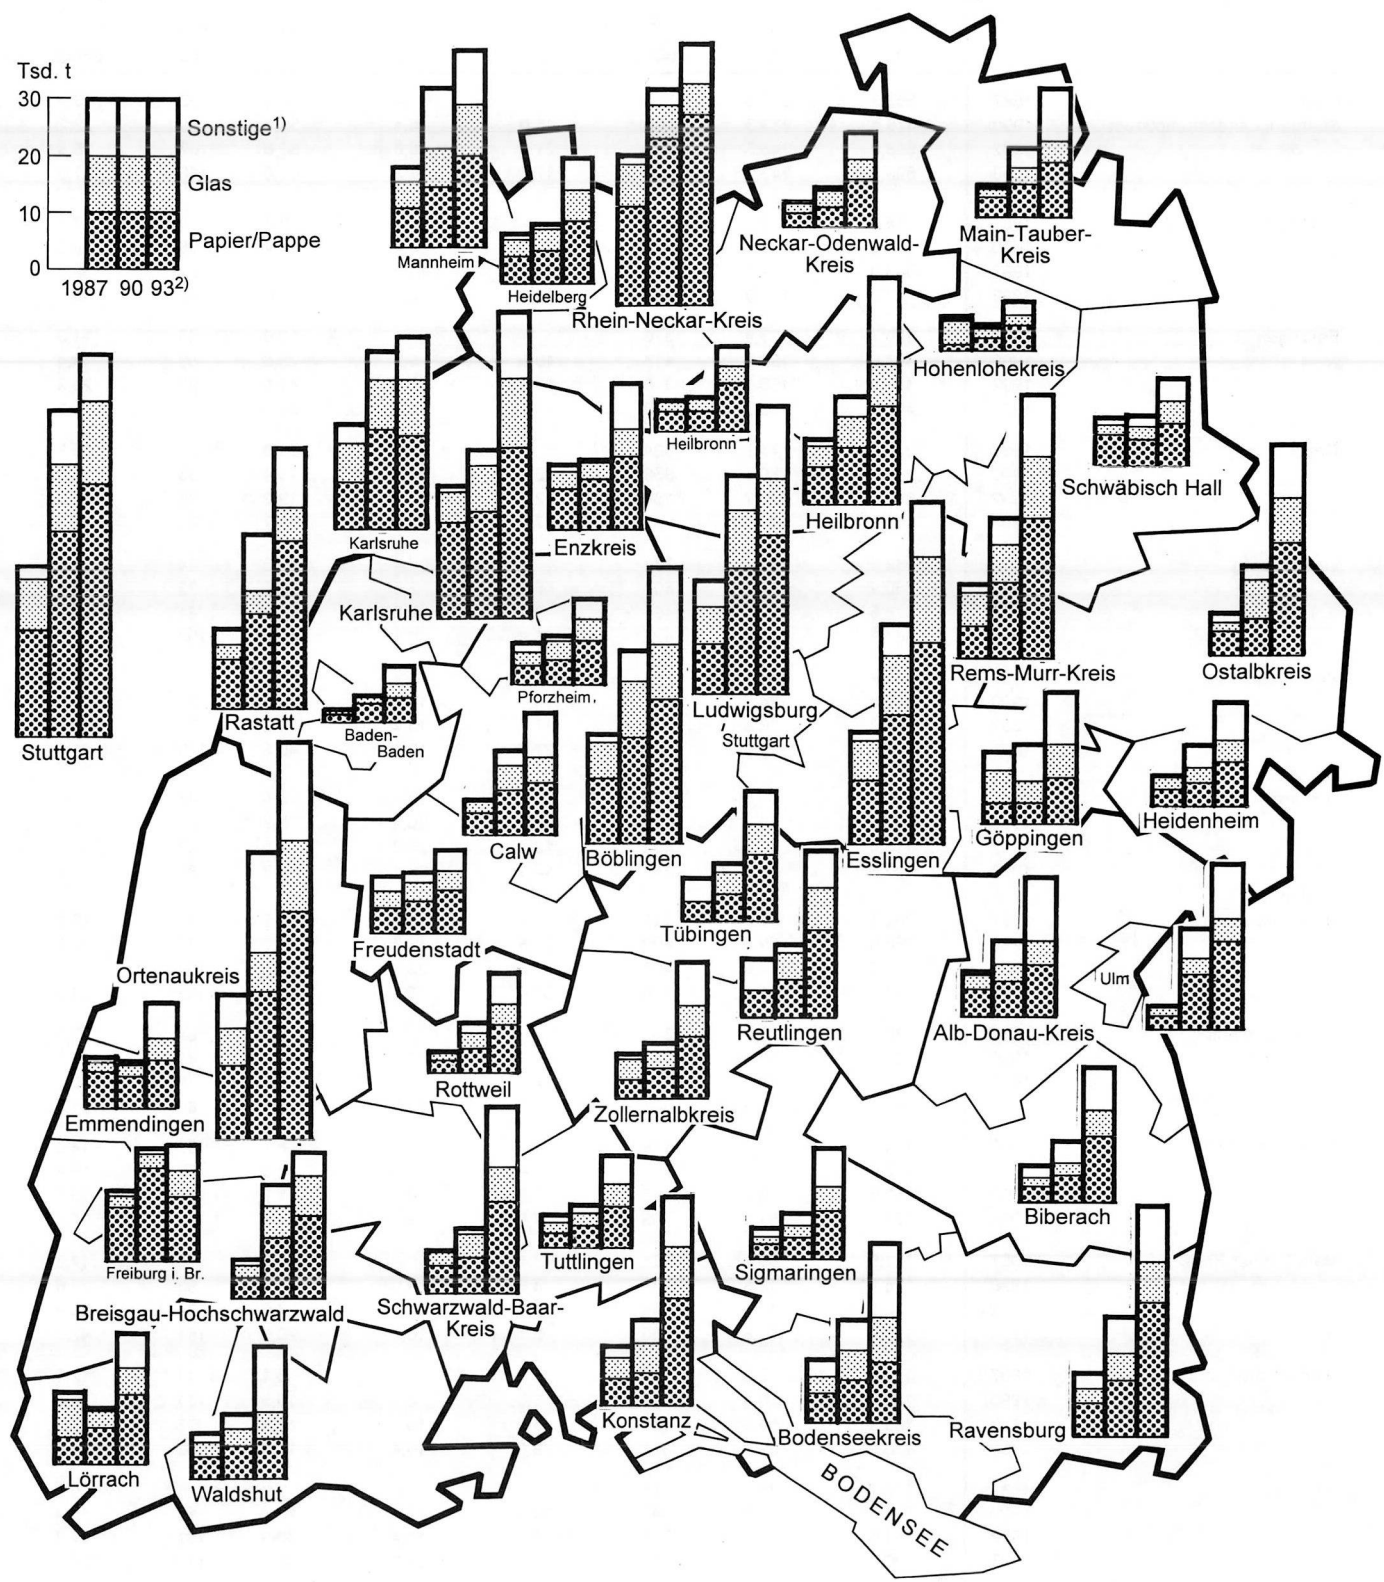 Tsd. t
30
20
10
0
Sonstige1)
Glas
Papier/Pappe
1987 90 932)
Mannheim
Heidelberg
Rhein-Neckar-Kreis
Neckar-Odenwald-
Kreis
Main-Tauber-
Kreis
Hohenlohekreis
Heilbronn
Schwäbisch Hall
Karlsruhe
Enzkreis
Heilbronn
Karlsruhe
Rems-Murr-Kreis
Ostalbkreis
Stuttgart
Rastatt
Baden-
Baden
Pforzheim
Ludwigsburg
Stuttgart
Calw
Böblingen
Esslingen
Göppingen
Heidenheim
Freudenstadt
Tübingen
Ortenaukreis
Reutlingen
Alb-Donau-Kreis
Ulm
Emmendingen
Rottweil
Zollernalbkreis
Freiburg i. Br.
Breisgau-Hochschwarzwald
Schwarzwald-Baar-
Kreis
Tuttlingen
Sigmaringen
Biberach
Lörrach
Waldshut
Konstanz
Bodenseekreis
Ravensburg
BODENSEE